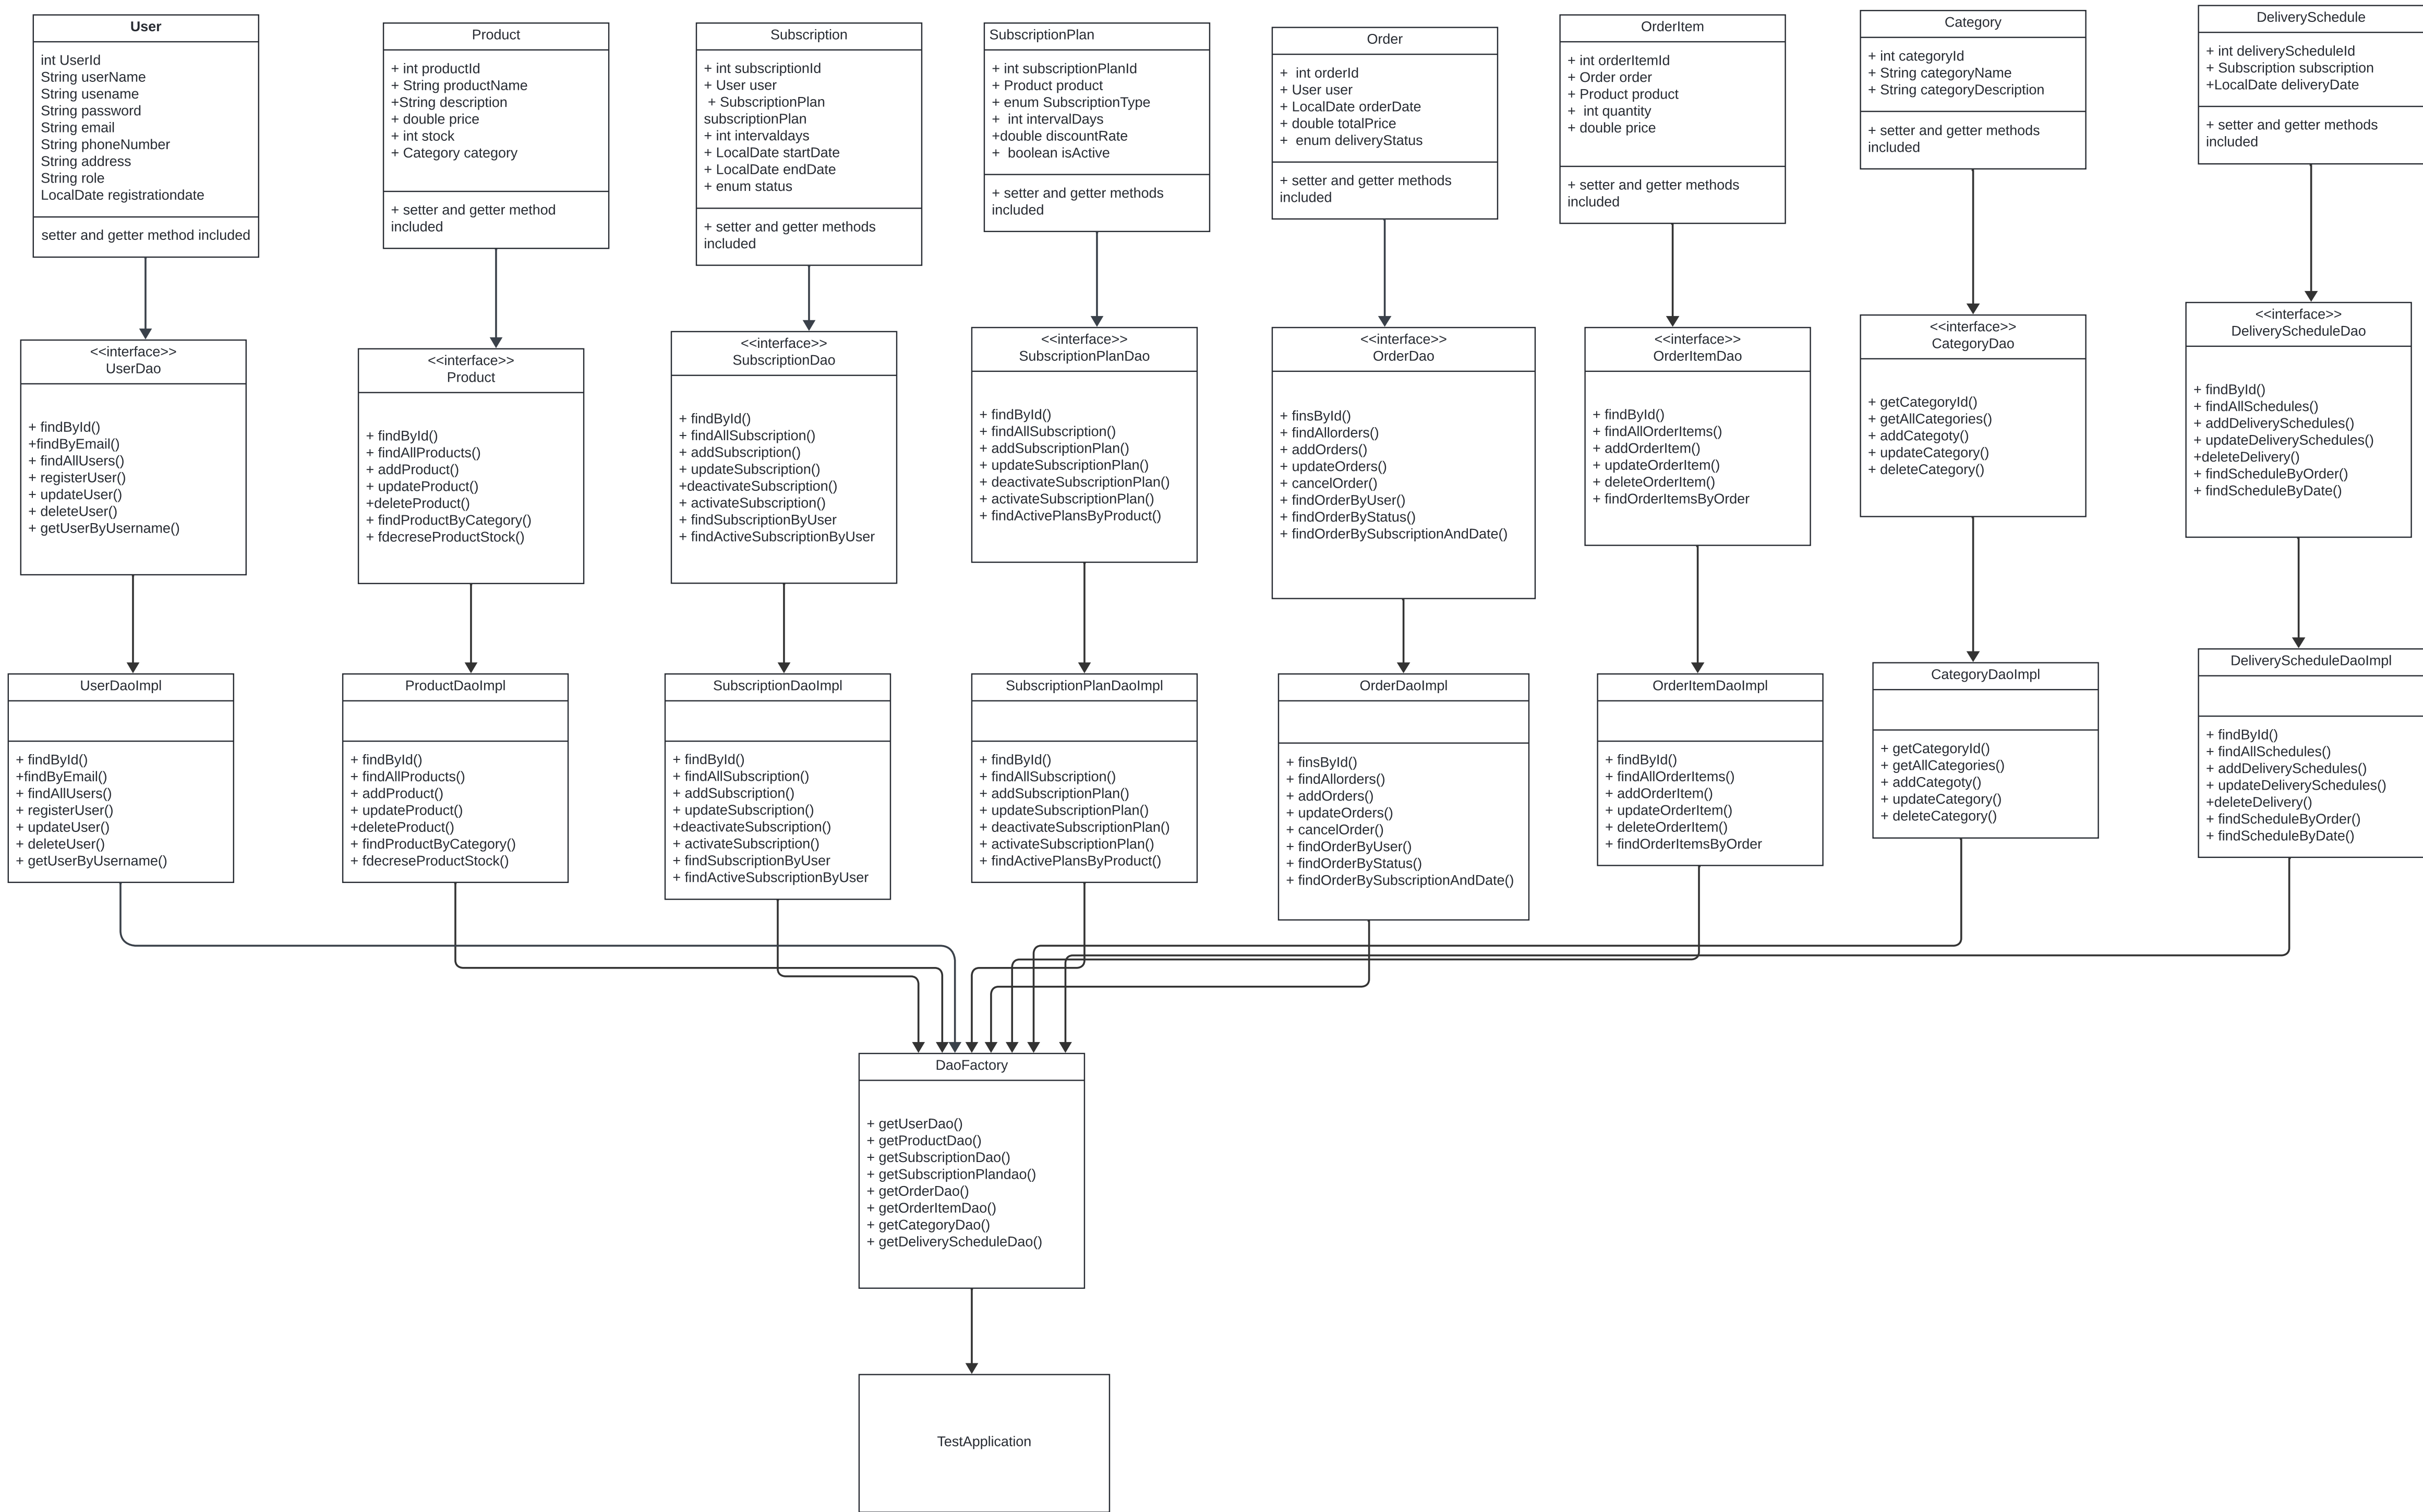 User
int UserId
String userName
String usename
String password
String email
String phoneNumber
String address
String role
LocalDate registrationdate
setter and getter method included
Product
+ int productId
+ String productName
+String description
+ double price
+ int stock
+ Category category
+ setter and getter method
included
Subscription
+ int subscriptionId
+ User user
+ SubscriptionPlan
subscriptionPlan
+ int intervaldays
+ LocalDate startDate
+ LocalDate endDate
+ enum status
+ setter and getter methods
included
SubscriptionPlan
+ int subscriptionPlanId
+ Product product
+ enum SubscriptionType
+  int intervalDays
+double discountRate
+  boolean isActive
+ setter and getter methods
included
Order
+  int orderId
+ User user
+ LocalDate orderDate
+ double totalPrice
+  enum deliveryStatus
+ setter and getter methods
included
OrderItem
+ int orderItemId
+ Order order
+ Product product
+  int quantity
+ double price
+ setter and getter methods
included
Category
+ int categoryId
+ String categoryName
+ String categoryDescription
+ setter and getter methods
included
DeliverySchedule
+ int deliveryScheduleId
+ Subscription subscription
+LocalDate deliveryDate
+ setter and getter methods
included
<<interface>>
UserDao
+ findById()
+findByEmail()
+ findAllUsers()
+ registerUser()
+ updateUser()
+ deleteUser()
+ getUserByUsername()
<<interface>>
Product
+ findById()
+ findAllProducts()
+ addProduct()
+ updateProduct()
+deleteProduct()
+ findProductByCategory()
+ fdecreseProductStock()
<<interface>>
SubscriptionDao
+ findById()
+ findAllSubscription()
+ addSubscription()
+ updateSubscription()
+deactivateSubscription()
+ activateSubscription()
+ findSubscriptionByUser
+ findActiveSubscriptionByUser
<<interface>>
SubscriptionPlanDao
+ findById()
+ findAllSubscription()
+ addSubscriptionPlan()
+ updateSubscriptionPlan()
+ deactivateSubscriptionPlan()
+ activateSubscriptionPlan()
+ findActivePlansByProduct()
<<interface>>
OrderDao
+ finsById()
+ findAllorders()
+ addOrders()
+ updateOrders()
+ cancelOrder()
+ findOrderByUser()
+ findOrderByStatus()
+ findOrderBySubscriptionAndDate()
<<interface>>
OrderItemDao
+ findById()
+ findAllOrderItems()
+ addOrderItem()
+ updateOrderItem()
+ deleteOrderItem()
+ findOrderItemsByOrder
<<interface>>
CategoryDao
+ getCategoryId()
+ getAllCategories()
+ addCategoty()
+ updateCategory()
+ deleteCategory()
<<interface>>
DeliveryScheduleDao
+ findById()
+ findAllSchedules()
+ addDeliverySchedules()
+ updateDeliverySchedules()
+deleteDelivery()
+ findScheduleByOrder()
+ findScheduleByDate()
UserDaoImpl
+ findById()
+findByEmail()
+ findAllUsers()
+ registerUser()
+ updateUser()
+ deleteUser()
+ getUserByUsername()
ProductDaoImpl
+ findById()
+ findAllProducts()
+ addProduct()
+ updateProduct()
+deleteProduct()
+ findProductByCategory()
+ fdecreseProductStock()
SubscriptionDaoImpl
+ findById()
+ findAllSubscription()
+ addSubscription()
+ updateSubscription()
+deactivateSubscription()
+ activateSubscription()
+ findSubscriptionByUser
+ findActiveSubscriptionByUser
SubscriptionPlanDaoImpl
+ findById()
+ findAllSubscription()
+ addSubscriptionPlan()
+ updateSubscriptionPlan()
+ deactivateSubscriptionPlan()
+ activateSubscriptionPlan()
+ findActivePlansByProduct()
OrderDaoImpl
+ finsById()
+ findAllorders()
+ addOrders()
+ updateOrders()
+ cancelOrder()
+ findOrderByUser()
+ findOrderByStatus()
+ findOrderBySubscriptionAndDate()
OrderItemDaoImpl
+ findById()
+ findAllOrderItems()
+ addOrderItem()
+ updateOrderItem()
+ deleteOrderItem()
+ findOrderItemsByOrder
CategoryDaoImpl
+ getCategoryId()
+ getAllCategories()
+ addCategoty()
+ updateCategory()
+ deleteCategory()
DeliveryScheduleDaoImpl
+ findById()
+ findAllSchedules()
+ addDeliverySchedules()
+ updateDeliverySchedules()
+deleteDelivery()
+ findScheduleByOrder()
+ findScheduleByDate()
DaoFactory
+ getUserDao()
+ getProductDao()
+ getSubscriptionDao()
+ getSubscriptionPlandao()
+ getOrderDao()
+ getOrderItemDao()
+ getCategoryDao()
+ getDeliveryScheduleDao()
TestApplication